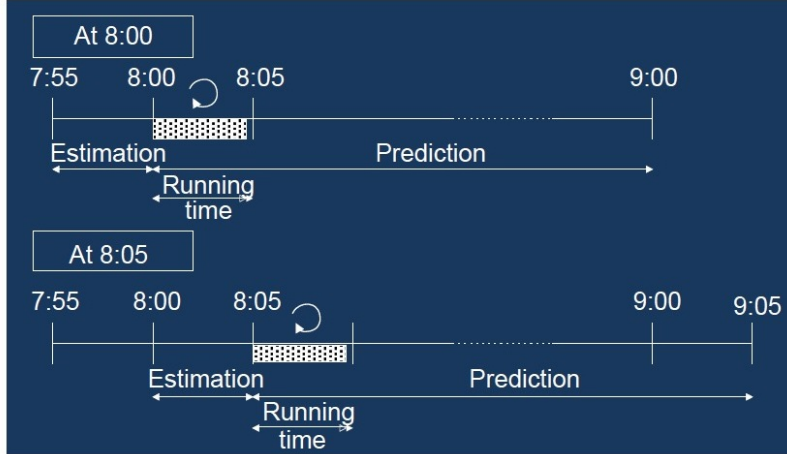 At 8:00
7:55 8:00 8:05 9:00
Estimation Prediction
Running
time
At 8:05
7:55 8:00 8:05 9:00 9:05
Estimation Prediction
Running
time